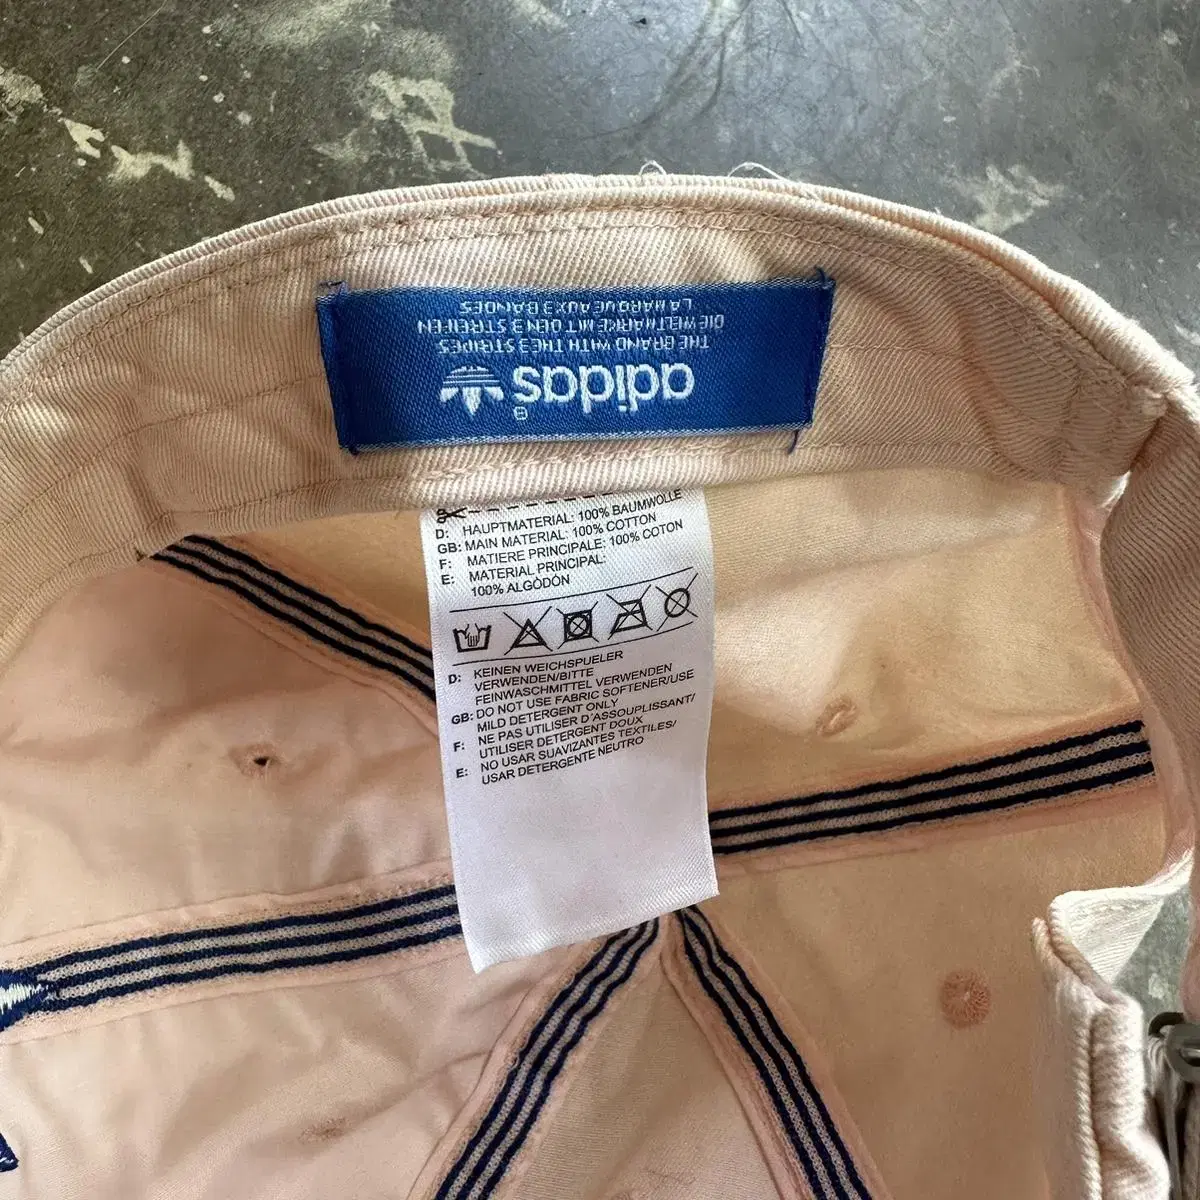 adidas®
THE BRAND WITH THE 3 STRIPES
DIE WELTMARKE MIT DEN 3 STREIFEN
LA MARQUE AUX 3 BANDES
D: HAUPTMATERIAL: 100% BAUMWOLLE
GB: MAIN MATERIAL: 100% COTTON
F: MATIERE PRINCIPALE: 100% COTON
E: MATERIAL PRINCIPAL:
100% ALGÓDÓN
D: KEINEN WEICHSPUELER
VERWENDEN/BITTE
FEINWASCHMITTEL VERWENDEN
GB: DO NOT USE FABRIC SOFTENER/USE
MILD DETERGENT ONLY
F: NE PAS UTILISER D'ASSOUPLISSANT/
UTILISER DETERGENT DOUX
E: NO USAR SUAVIZANTES TEXTILES/
USAR DETERGENTE NEUTRO